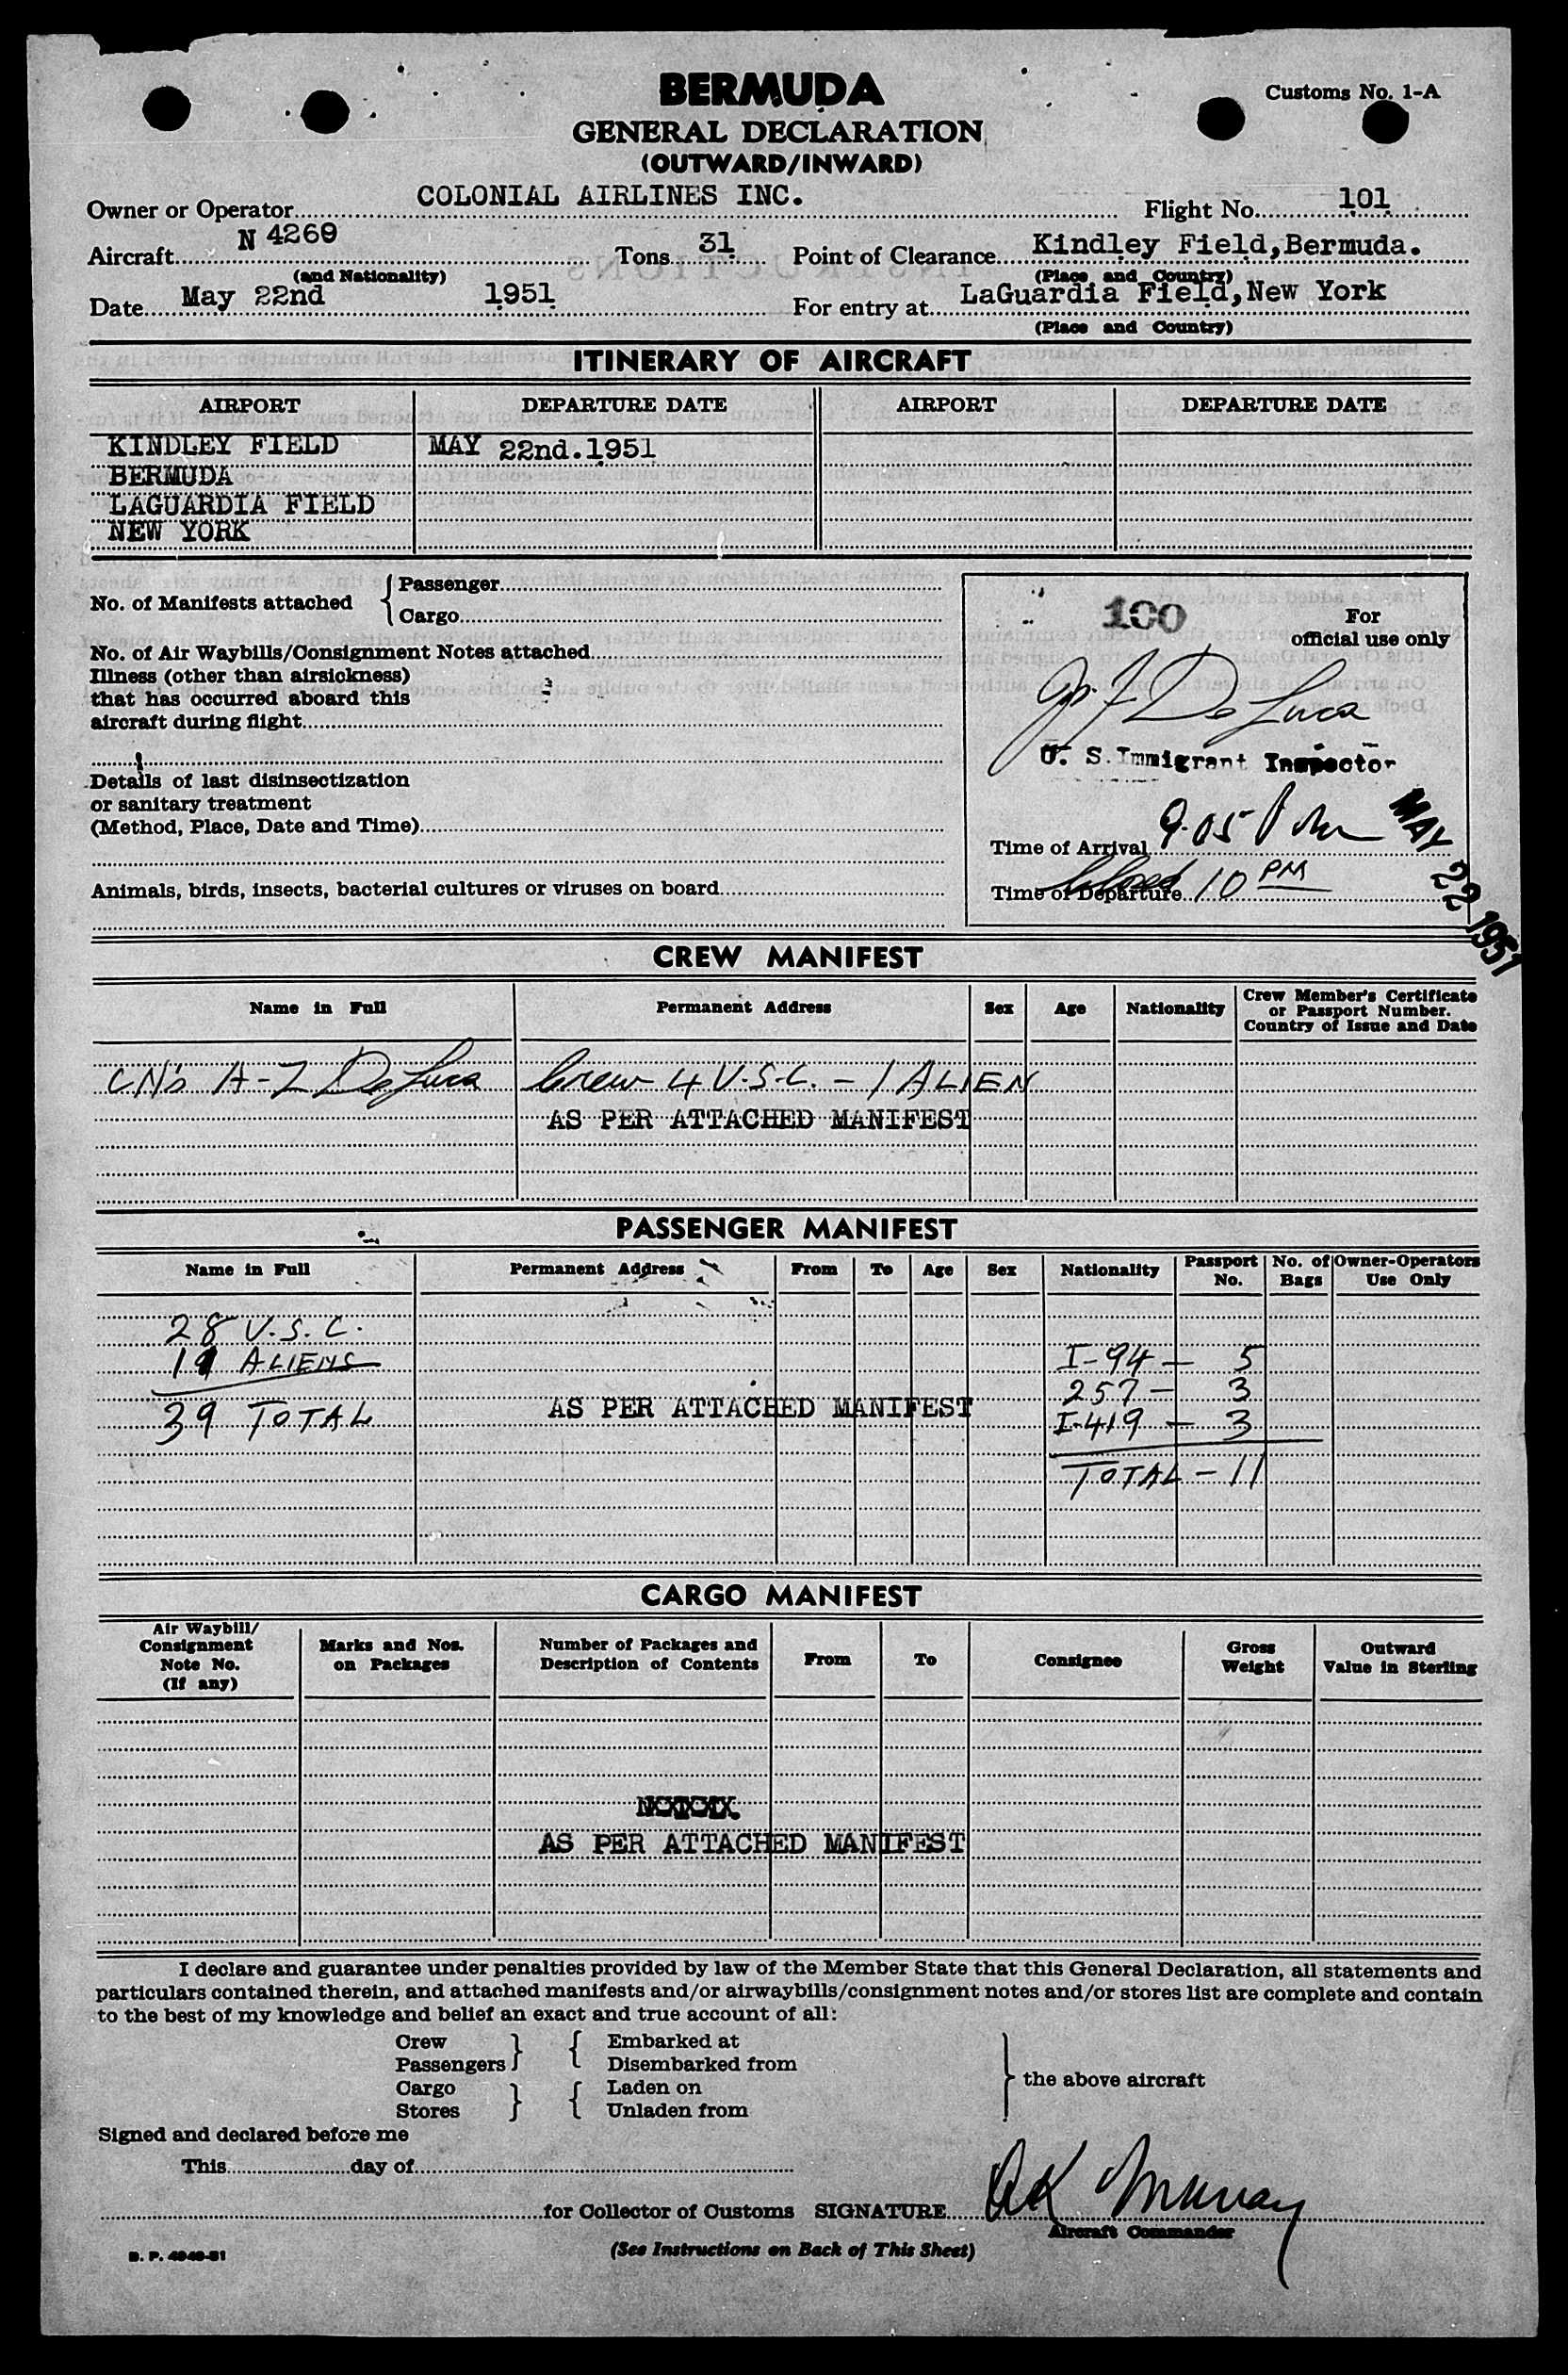 BERMUDA
Customs No. 1-A
GENERAL DECLARATION
(OUTWARD/INWARD)
Owner or Operator COLONIAL AIRLINES INC. Flight No. 101
Aircraft N 4260 Tons 31 Point of Clearance Kindley Field, Bermuda.
(and Nationality) (Place and Country)
Date May 22nd 1951 For entry at LaGuardia Field, New York
(Place and Country)
ITINERARY OF AIRCRAFT
AIRPORT DEPARTURE DATE AIRPORT DEPARTURE DATE
KINDLEY FIELD MAY 22nd.1951
BERMUDA
LAGUARDIA FIELD
NEW YORK
No. of Manifests attached { Passenger
Cargo
No. of Air Waybills/Consignment Notes attached
Illness (other than airsickness)
that has occurred aboard this
aircraft during flight
Details of last disinsectization
or sanitary treatment
(Method, Place, Date and Time)
Animals, birds, insects, bacterial cultures or viruses on board
100 For
official use only
De Luca
U. S. Immigrant Inspector
Time of Arrival 9.05 Pm
Time of Departure Closed 10 PM
MAY 22 1951
CREW MANIFEST
Name in Full Permanent Address Sex Age Nationality Crew Member's Certificate
or Passport Number.
Country of Issue and Date
CN's A-Z De Luca Crew 4 U.S.C. - 1 ALIEN
AS PER ATTACHED MANIFEST
PASSENGER MANIFEST
Name in Full Permanent Address From To Age Sex Nationality Passport No. No. of Bags Owner-Operators Use Only
28 U.S.C.
11 ALIENS I-94 — 5
257 — 3
39 TOTAL AS PER ATTACHED MANIFEST I-419 — 3
TOTAL - 11
CARGO MANIFEST
Air Waybill/
Consignment
Note No.
(If any)
Marks and Nos.
on Packages
Number of Packages and
Description of Contents
From To Consignee
Gross
Weight
Outward
Value in Sterling
AS PER ATTACHED MANIFEST
I declare and guarantee under penalties provided by law of the Member State that this General Declaration, all statements and
particulars contained therein, and attached manifests and/or airwaybills/consignment notes and/or stores list are complete and contain
to the best of my knowledge and belief an exact and true account of all:
Crew } { Embarked at
Passengers Disembarked from
Cargo } { Laden on } the above aircraft
Stores Unladen from
Signed and declared before me
This day of
for Collector of Customs SIGNATURE AK Murray
Aircraft Commander
(See Instructions on Back of This Sheet)
B. P. 4940-51